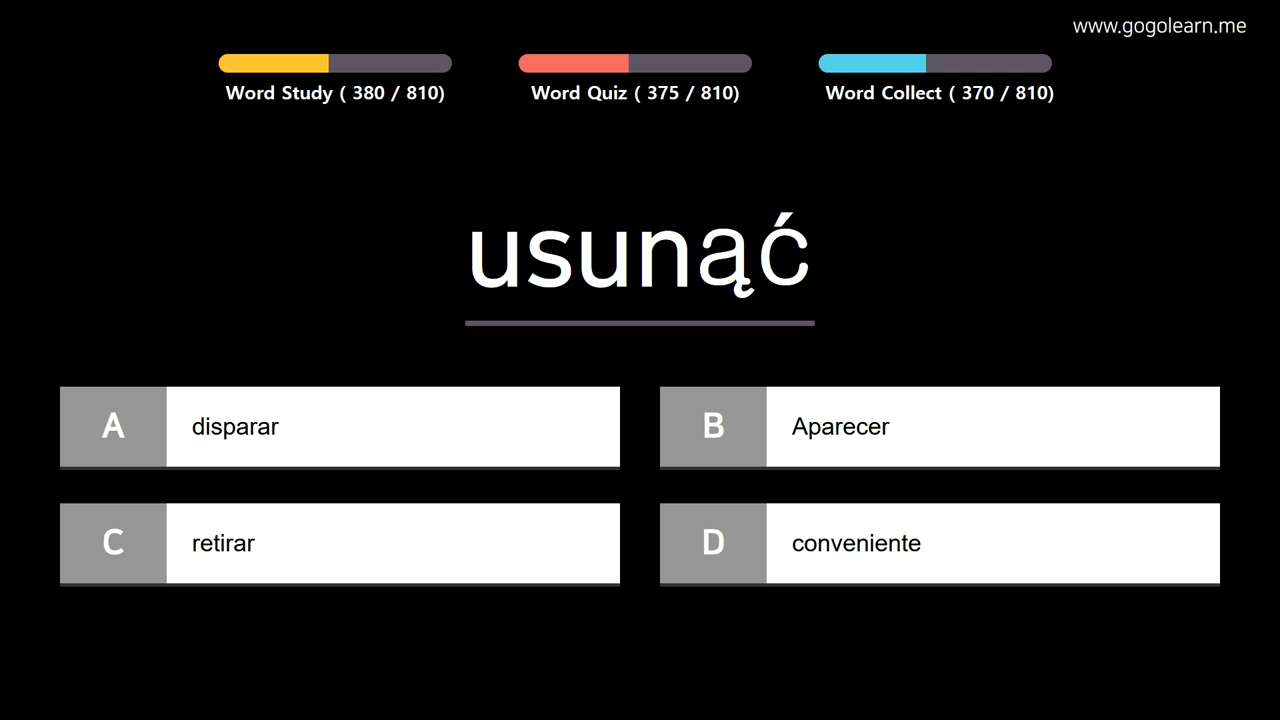 www.gogolearn.me
Word Study ( 380 / 810)
Word Quiz ( 375 / 810)
Word Collect ( 370 / 810)
usunąć
A disparar
B Aparecer
C retirar
D conveniente